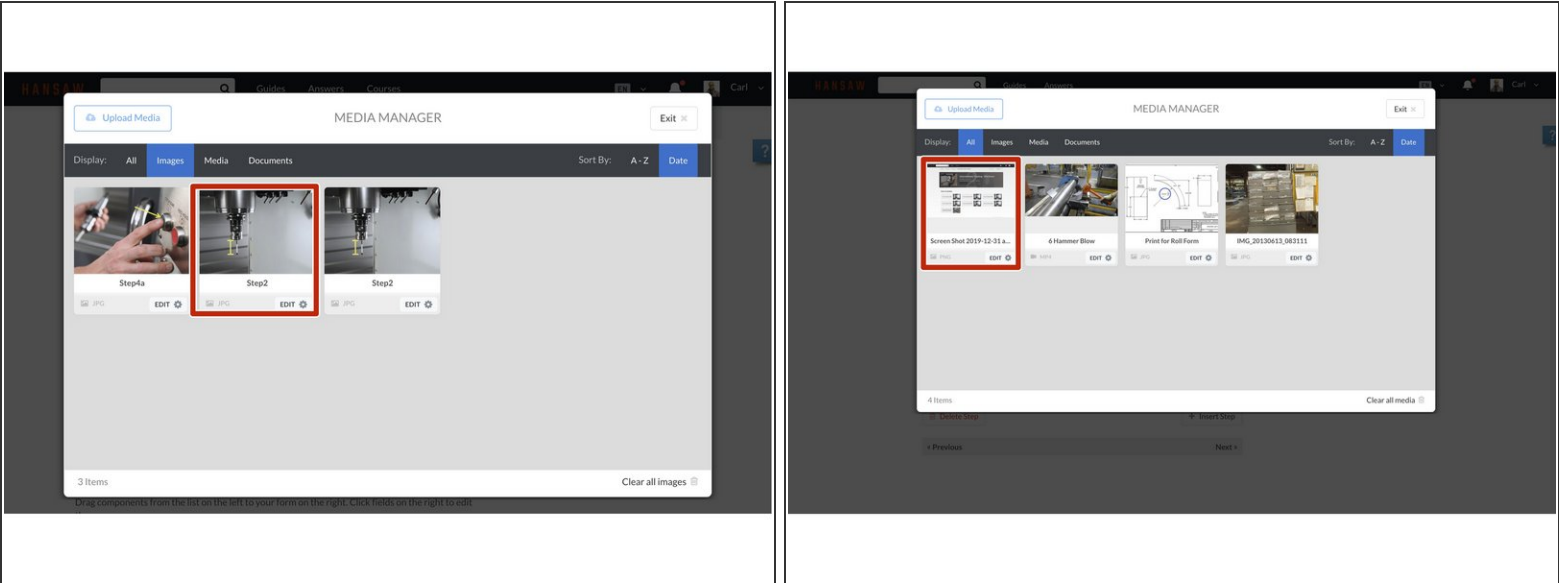 HANSAW
Guides Answers Courses
EN
Carl
Upload Media
MEDIA MANAGER
Exit ×
Display: All Images Media Documents
Sort By: A - Z Date
?
Step4a
Step2
Step2
JPG EDIT
JPG EDIT
JPG EDIT
3 Items
Clear all images
Drag components from the list on the left to your form on the right. Click fields on the right to edit
HANSAW
Guides Answers
EN
Carl
Upload Media
MEDIA MANAGER
Exit ×
Display: All Images Media Documents
Sort By: A - Z Date
?
Screen Shot 2019-12-31 a...
6 Hammer Blow
Print for Roll Form
IMG_20130613_083111
PNG EDIT
MP4 EDIT
JPG EDIT
JPG EDIT
4 Items
Clear all media
Delete Step
+ Insert Step
« Previous
Next »